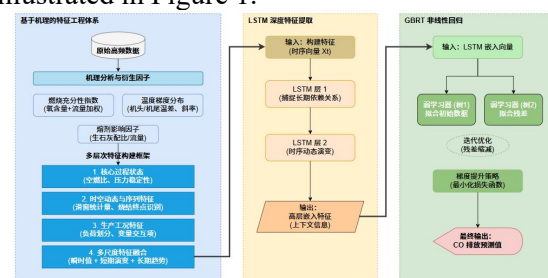 illustrated in Figure 1.
基于机理的特征工程体系
原始高频数据
机理分析与衍生因子
燃烧充分性指数
(氧含量+流量加权)
温度梯度分布
(机头/机尾温差、斜率)
熔剂影响因子
(生石灰配比/流量)
多层次特征构建框架
1. 核心过程状态
(空燃比、压力稳定性)
2. 时空动态与序列特征
(滑窗统计量、烧结终点识别)
3. 生产工况特征
(负荷划分、变量交互项)
4. 多尺度特征融合
(瞬时值 + 短期演变 + 长期趋势)
LSTM 深度特征提取
输入：构建特征
(时序向量 Xt)
LSTM 层 1
(捕捉长期依赖关系)
LSTM 层 2
(时序动态演变)
输出：
高层嵌入特征
(上下文信息)
GBRT 非线性回归
输入：LSTM 嵌入向量
弱学习器 (树1)
拟合初始数据
弱学习器 (树2)
拟合残差
迭代优化
(残差缩减)
梯度提升策略
(最小化损失函数)
最终输出：
CO 排放预测值